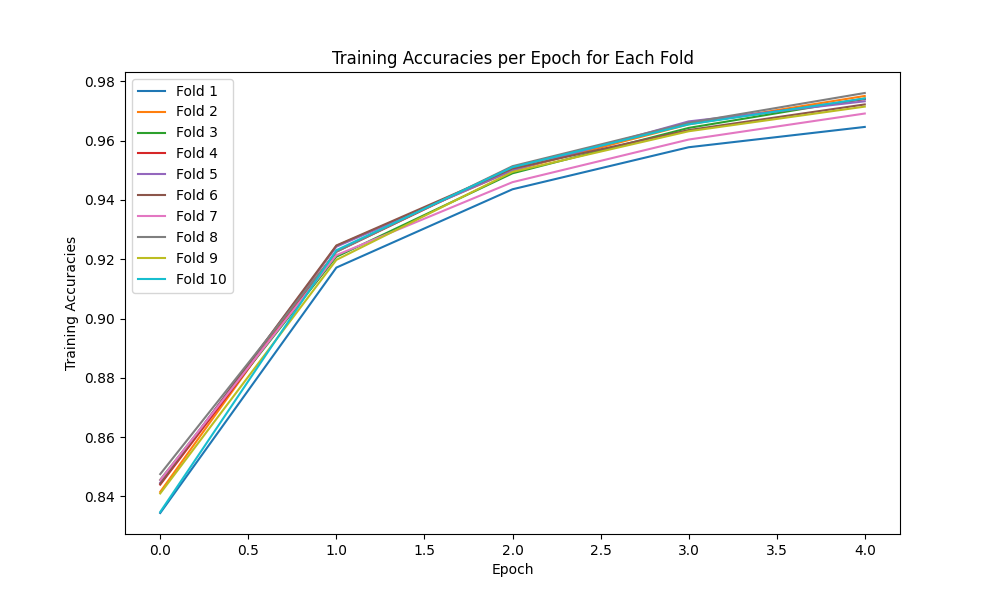 Training Accuracies per Epoch for Each Fold
Training Accuracies
0.98
0.96
0.94
0.92
0.90
0.88
0.86
0.84
Fold 1
Fold 2
Fold 3
Fold 4
Fold 5
Fold 6
Fold 7
Fold 8
Fold 9
Fold 10
0.0 0.5 1.0 1.5 2.0 2.5 3.0 3.5 4.0
Epoch